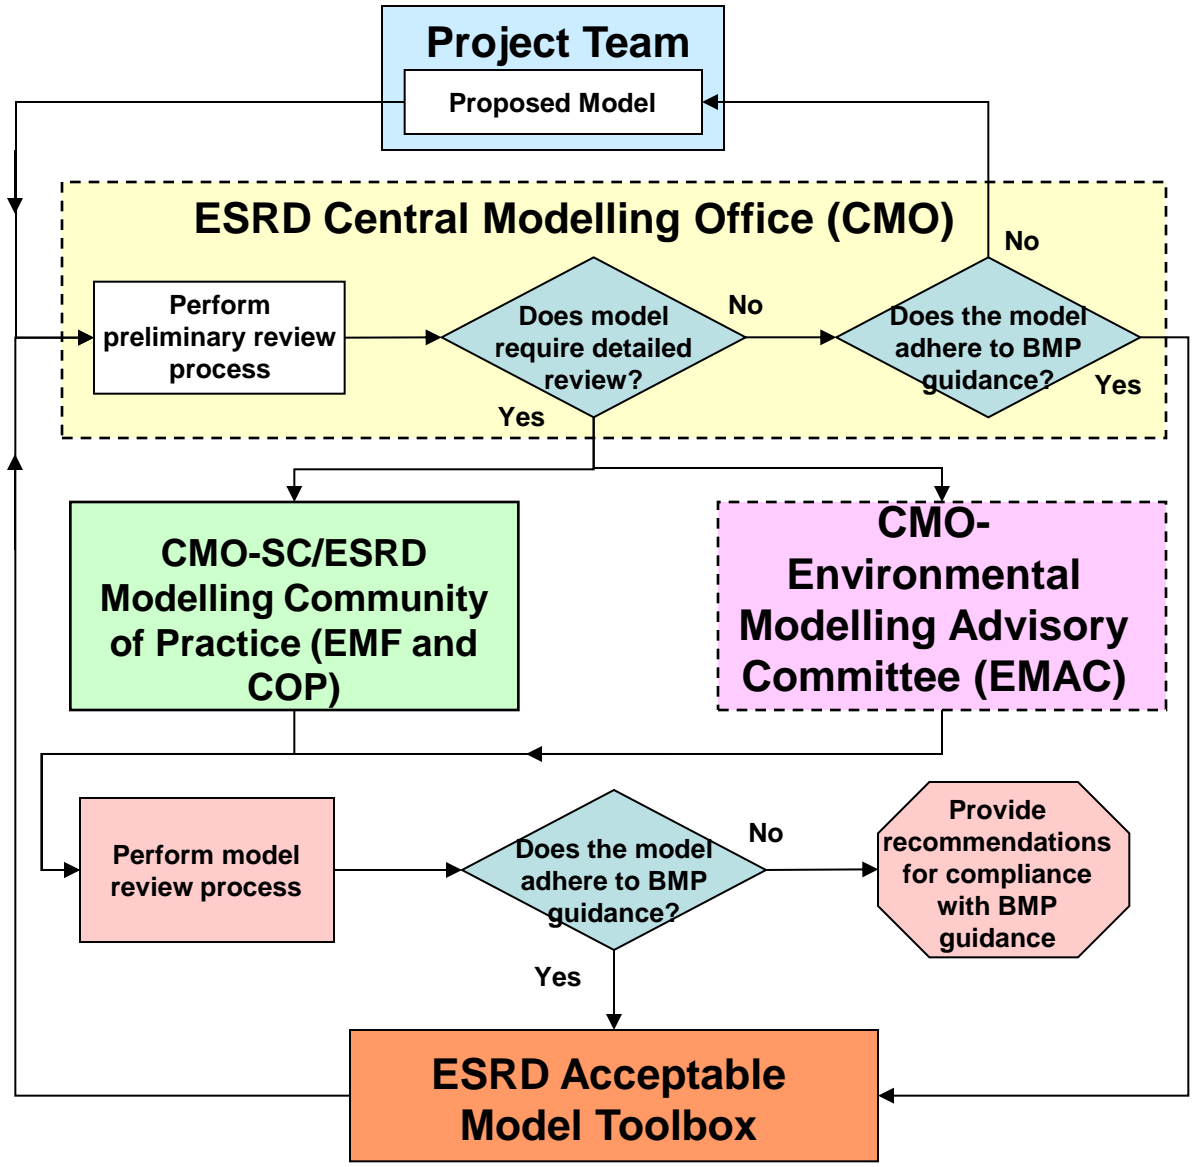 Project Team
Proposed Model
ESRD Central Modelling Office (CMO)
Perform
preliminary review
process
Does model
require detailed
review?
No
Yes
Does the model
adhere to BMP
guidance?
No
Yes
CMO-SC/ESRD
Modelling Community
of Practice (EMF and
COP)
CMO-
Environmental
Modelling Advisory
Committee (EMAC)
Perform model
review process
Does the model
adhere to BMP
guidance?
No
Yes
Provide
recommendations
for compliance
with BMP
guidance
ESRD Acceptable
Model Toolbox